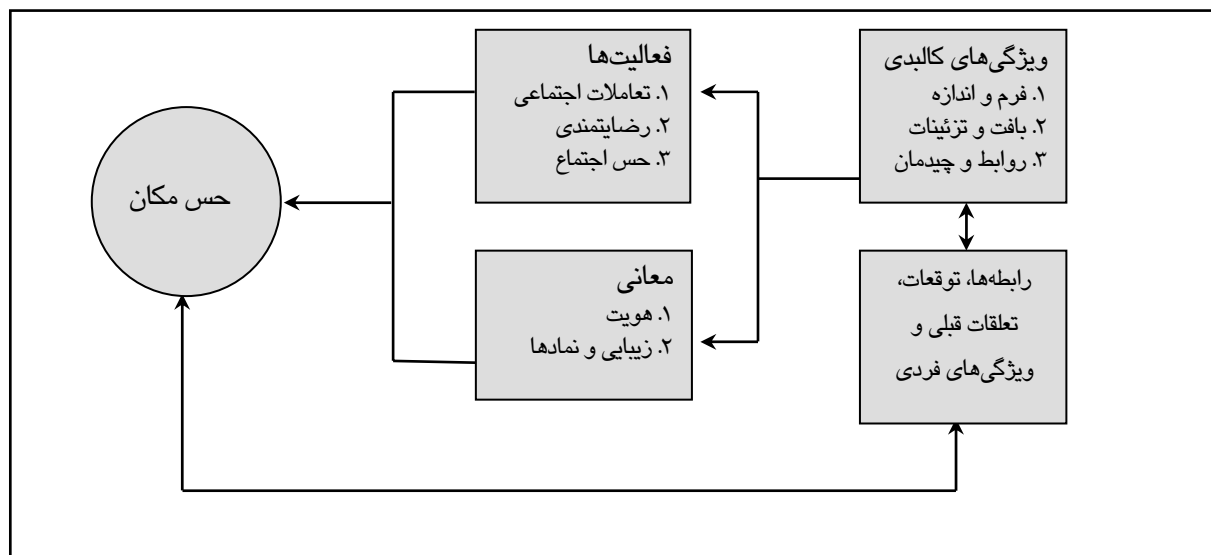 ویژگی‌های کالبدی
۱. فرم و اندازه
۲. بافت و تزئینات
۳. روابط و چیدمان
رابطه‌ها، توقعات،
تعلقات قبلی و
ویژگی‌های فردی
فعالیت‌ها
۱. تعاملات اجتماعی
۲. رضایتمندی
۳. حس اجتماع
معانی
۱. هویت
۲. زیبایی و نمادها
حس مکان